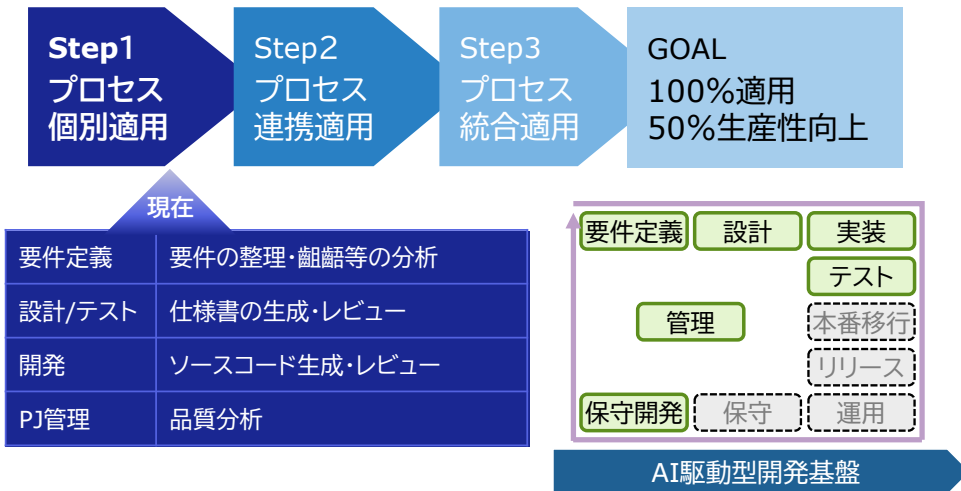 Step1
プロセス
個別適用
Step2
プロセス
連携適用
Step3
プロセス
統合適用
GOAL
100%適用
50%生産性向上
現在
要件定義 要件の整理・齟齬等の分析
設計/テスト 仕様書の生成・レビュー
開発 ソースコード生成・レビュー
PJ管理 品質分析
要件定義 設計 実装
テスト
管理 本番移行
リリース
保守開発 保守 運用
AI駆動型開発基盤